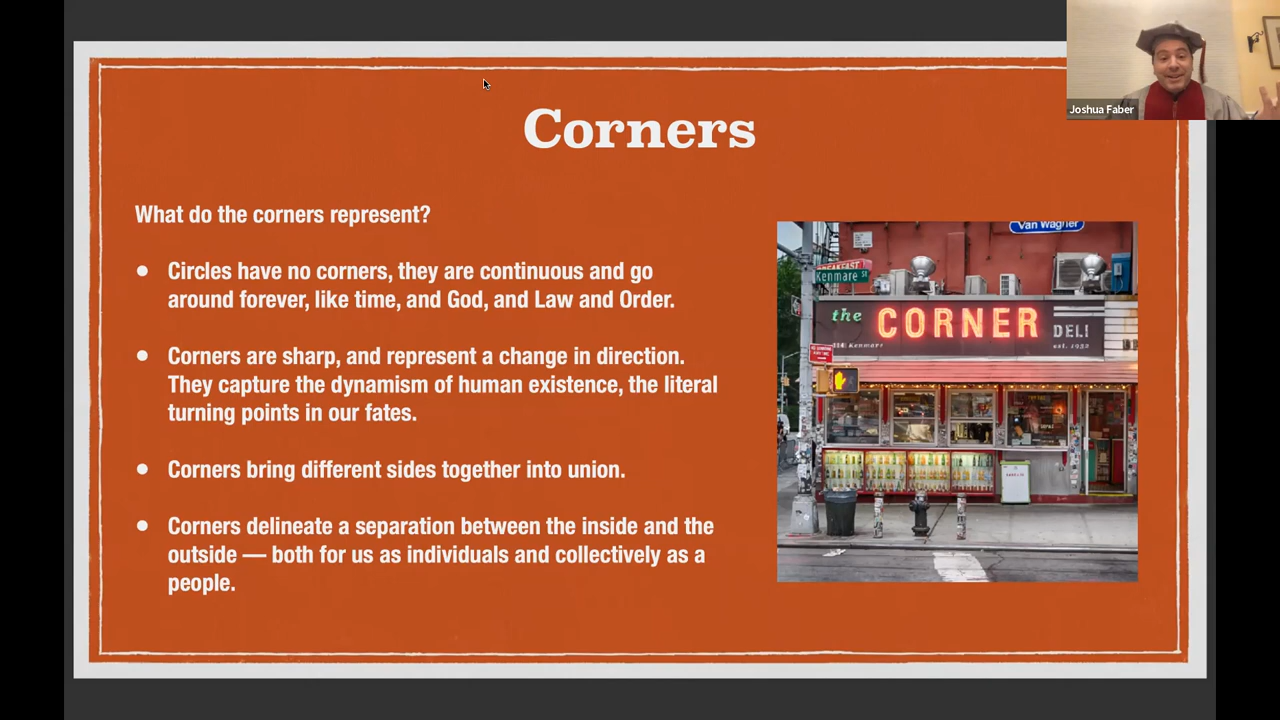 Corners
Joshua Faber
What do the corners represent?
Circles have no corners, they are continuous and go
around forever, like time, and God, and Law and Order.
Corners are sharp, and represent a change in direction.
They capture the dynamism of human existence, the literal
turning points in our fates.
Corners bring different sides together into union.
Corners delineate a separation between the inside and the
outside — both for us as individuals and collectively as a
people.
Van Wagner
BREAKFAST
Kenmare ST
the CORNER DELI
est. 1932